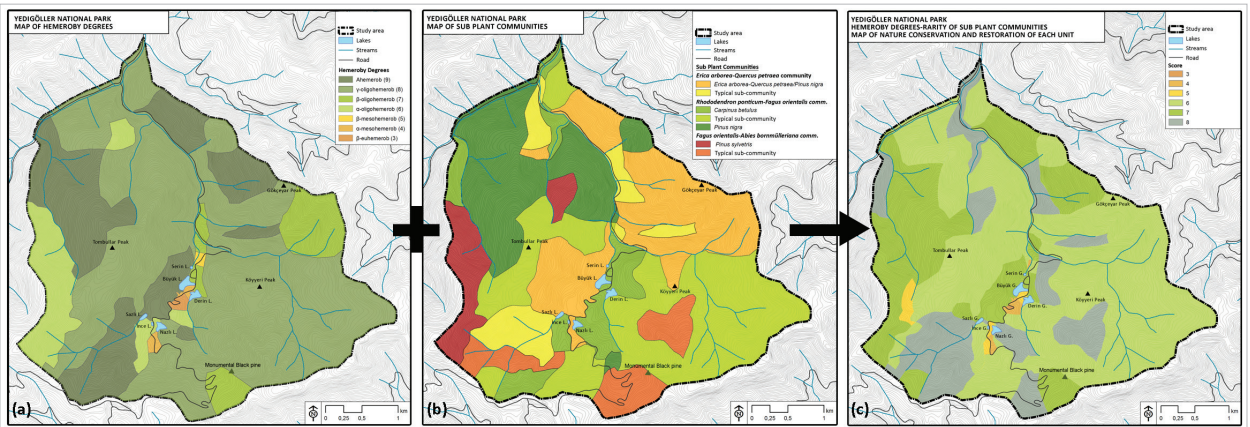 YEDİGÖLLER NATIONAL PARK
MAP OF HEMEROBY DEGREES
Study area
Lakes
Streams
Road
Hemeroby Degrees
Ahemerob (9)
γ-oligohemerob (8)
β-oligohemerob (7)
α-oligohemerob (6)
β-mesohemerob (5)
α-mesohemerob (4)
β-euhemerob (3)
Gökçeyar Peak
Tombullar Peak
Serin L.
Büyük L.
Köyyeri Peak
Derin L.
Sazlı L.
İnce L.
Nazlı L.
Monumental Black pine
(a)
N
0 0,25 0,5 1
km
YEDİGÖLLER NATIONAL PARK
MAP OF SUB PLANT COMMUNITIES
Study area
Lakes
Streams
Road
Sub Plant Communities
Erica arborea-Quercus petraea community
Erica arborea-Quercus petraea/Pinus nigra
Typical sub-community
Rhododendron ponticum-Fagus orientalis comm.
Carpinus betulus
Typical sub-community
Pinus nigra
Fagus orientalis-Abies bornmülleriana comm.
Pinus sylvetris
Typical sub-community
Gökçeyar Peak
Tombullar Peak
Serin L.
Büyük L.
Köyyeri Peak
Derin L.
Sazlı L.
İnce L.
Nazlı L.
Monumental Black pine
(b)
N
0 0,25 0,5 1
km
YEDİGÖLLER NATIONAL PARK
HEMEROBY DEGREES-RARITY OF SUB PLANT COMMUNITIES
MAP OF NATURE CONSERVATION AND RESTORATION OF EACH UNIT
Study area
Lakes
Streams
Road
Score
3
4
5
6
7
8
Gökçeyar Peak
Tombullar Peak
Serin G.
Büyük G.
Köyyeri Peak
Derin G.
Sazlı G.
İnce G.
Nazlı G.
Monumental Black pine
(c)
N
0 0,25 0,5 1
km